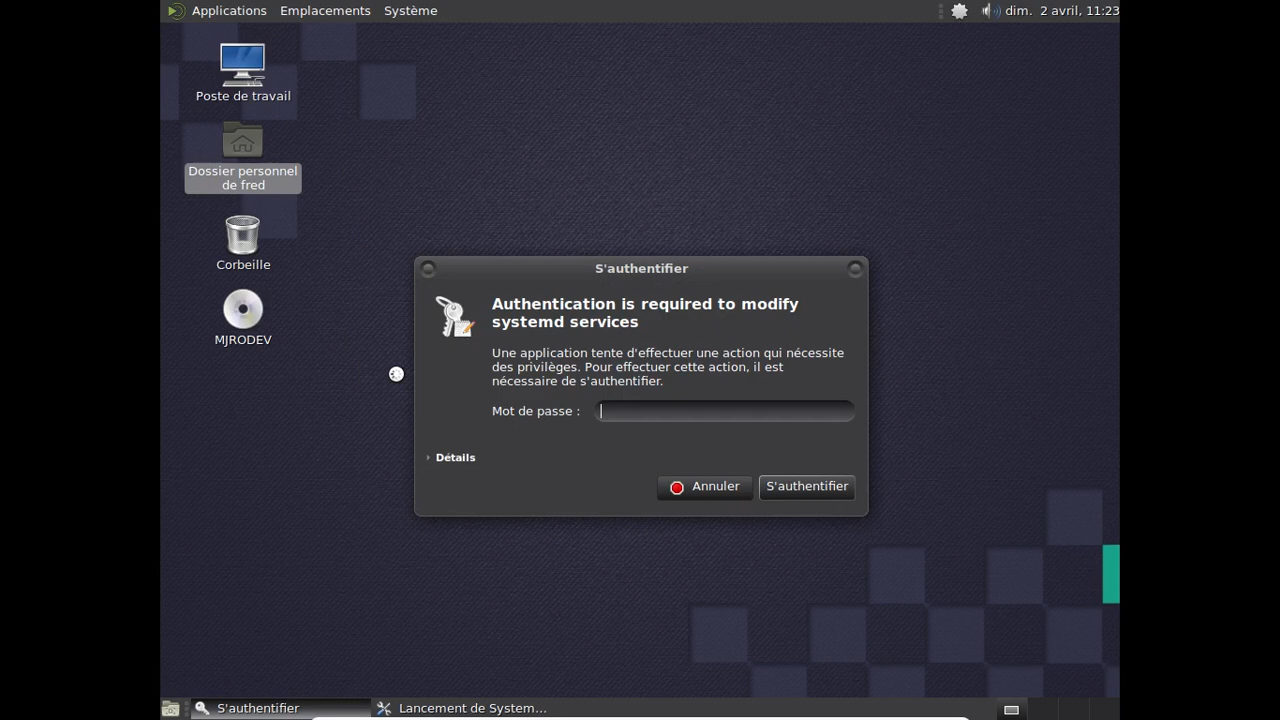 Applications Emplacements Système dim. 2 avril, 11:23
Poste de travail
Dossier personnel
de fred
Corbeille
MJRODEV
S'authentifier
Authentication is required to modify
systemd services
Une application tente d'effectuer une action qui nécessite
des privilèges. Pour effectuer cette action, il est
nécessaire de s'authentifier.
Mot de passe :
Détails
Annuler S'authentifier
S'authentifier Lancement de System...